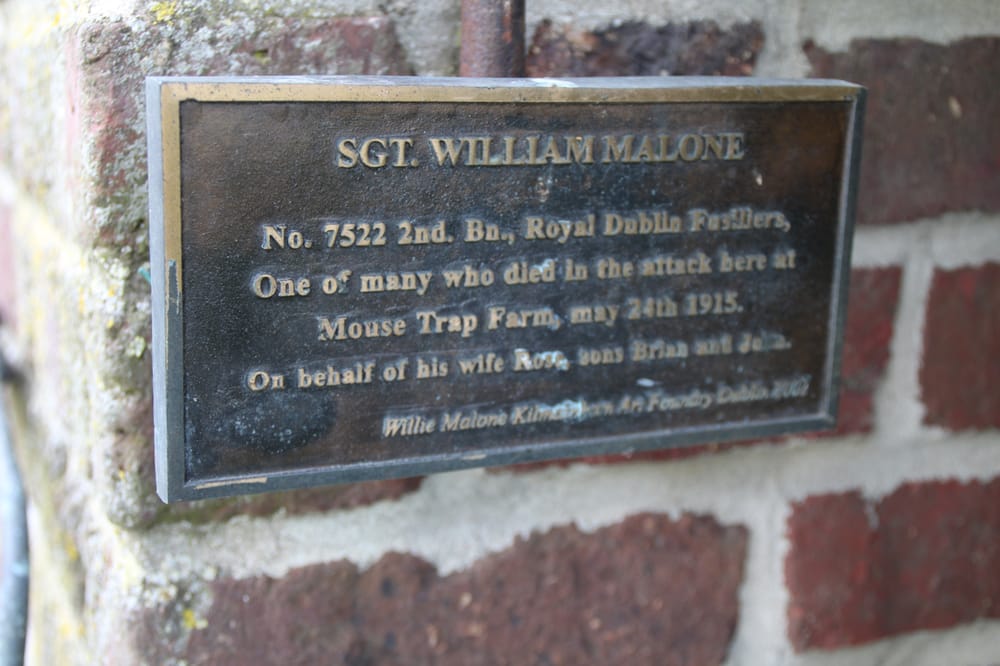 SGT. WILLIAM MALONE
No. 7522 2nd. Bn., Royal Dublin Fusiliers,
One of many who died in the attack here at
Mouse Trap Farm, may 24th 1915.
On behalf of his wife Rose, sons Brian and John.
Willie Malone Art Foundry Dublin